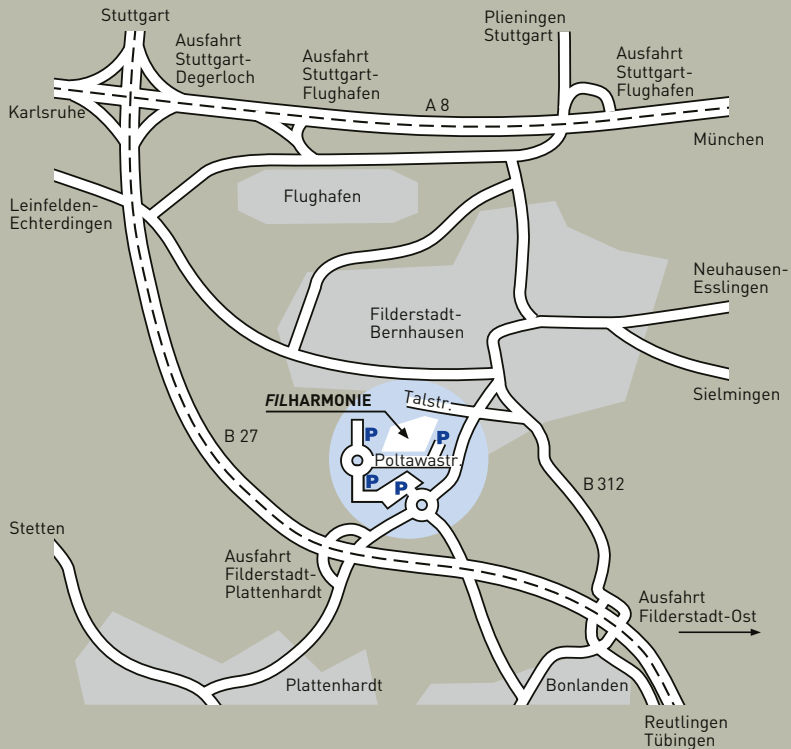 Stuttgart
Plieningen
Stuttgart
Ausfahrt
Stuttgart-
Degerloch
Ausfahrt
Stuttgart-
Flughafen
Ausfahrt
Stuttgart-
Flughafen
A 8
Karlsruhe
München
Leinfelden-
Echterdingen
Flughafen
Neuhausen-
Esslingen
Filderstadt-
Bernhausen
Sielmingen
FILHARMONIE
Talstr.
B 27
P
P
Poltawastr.
P
P
B 312
Stetten
Ausfahrt
Filderstadt-
Plattenhardt
Ausfahrt
Filderstadt-Ost
Plattenhardt
Bonlanden
Reutlingen
Tübingen